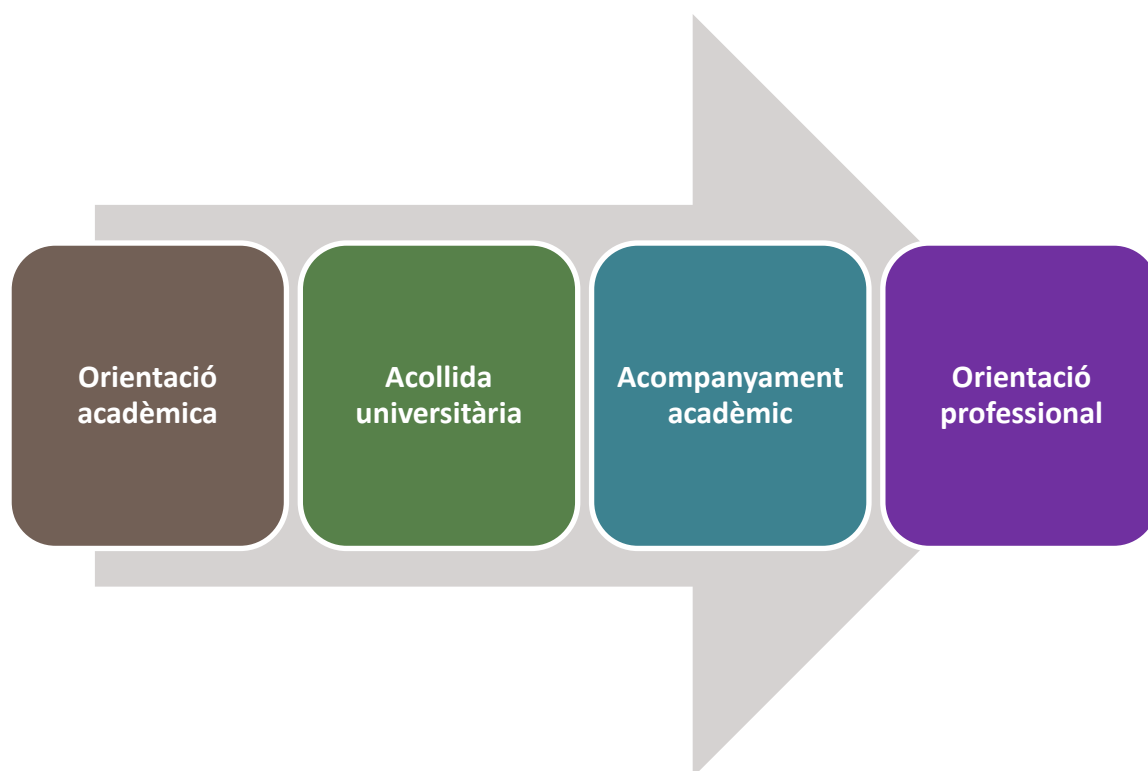 Orientació
acadèmica
Acollida
universitària
Acompanyament
acadèmic
Orientació
professional